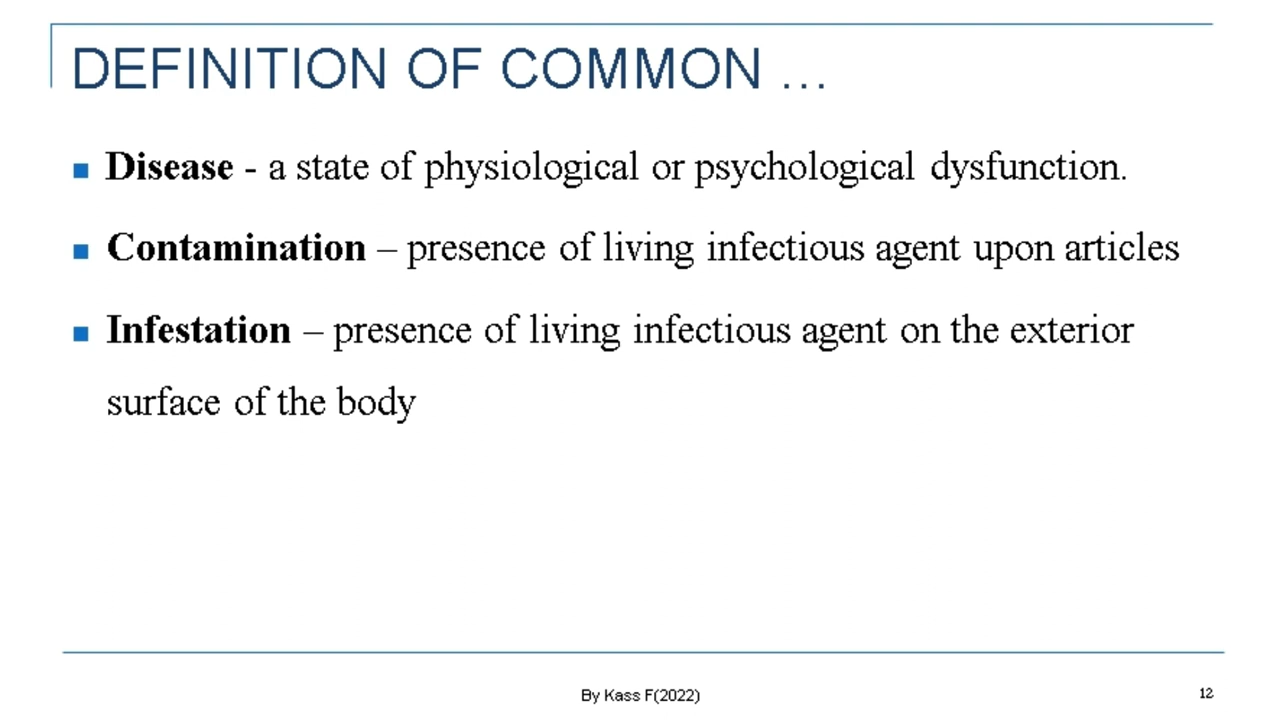 DEFINITION OF COMMON ...
■ Disease - a state of physiological or psychological dysfunction.
■ Contamination – presence of living infectious agent upon articles
■ Infestation – presence of living infectious agent on the exterior
surface of the body
By Kass F(2022)
12